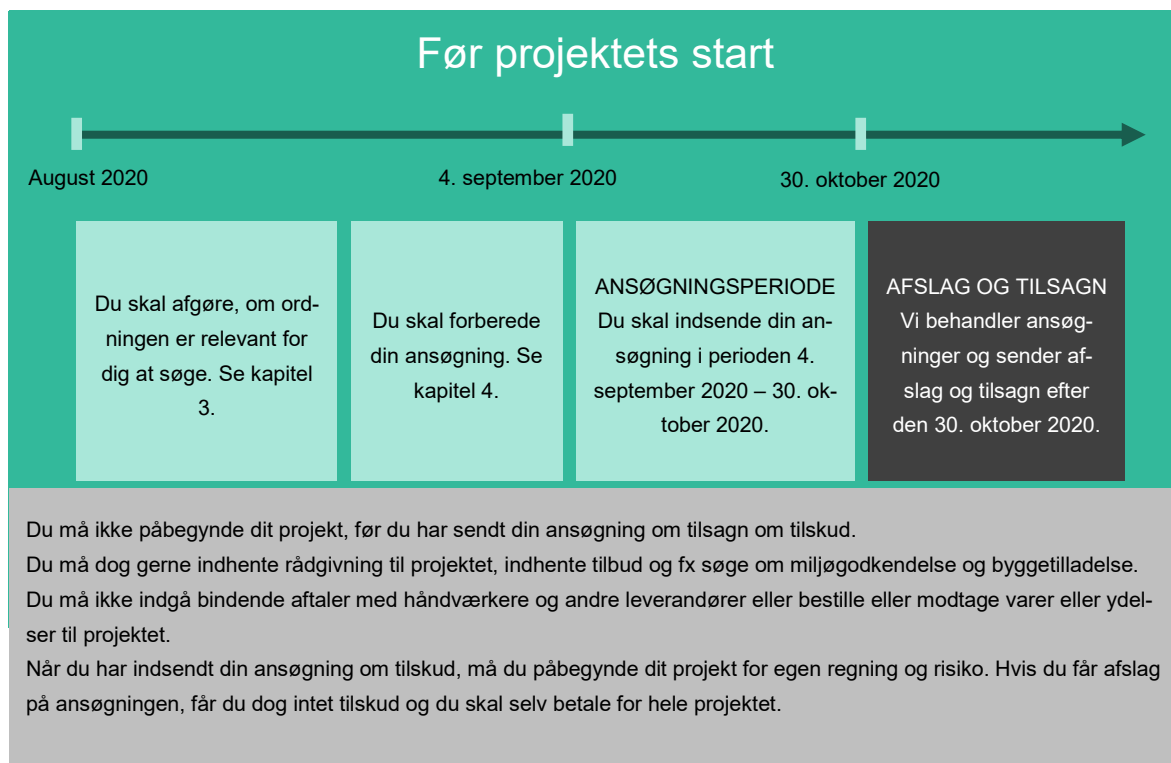 Før projektets start
August 2020
4. september 2020
30. oktober 2020
Du skal afgøre, om ord-
ningen er relevant for
dig at søge. Se kapitel
3.
Du skal forberede
din ansøgning. Se
kapitel 4.
ANSØGNINGSPERIODE
Du skal indsende din an-
søgning i perioden 4.
september 2020 – 30. ok-
tober 2020.
AFSLAG OG TILSAGN
Vi behandler ansøg-
ninger og sender af-
slag og tilsagn efter
den 30. oktober 2020.
Du må ikke påbegynde dit projekt, før du har sendt din ansøgning om tilsagn om tilskud.
Du må dog gerne indhente rådgivning til projektet, indhente tilbud og fx søge om miljøgodkendelse og byggetilladelse.
Du må ikke indgå bindende aftaler med håndværkere og andre leverandører eller bestille eller modtage varer eller ydel-
ser til projektet.
Når du har indsendt din ansøgning om tilskud, må du påbegynde dit projekt for egen regning og risiko. Hvis du får afslag
på ansøgningen, får du dog intet tilskud og du skal selv betale for hele projektet.